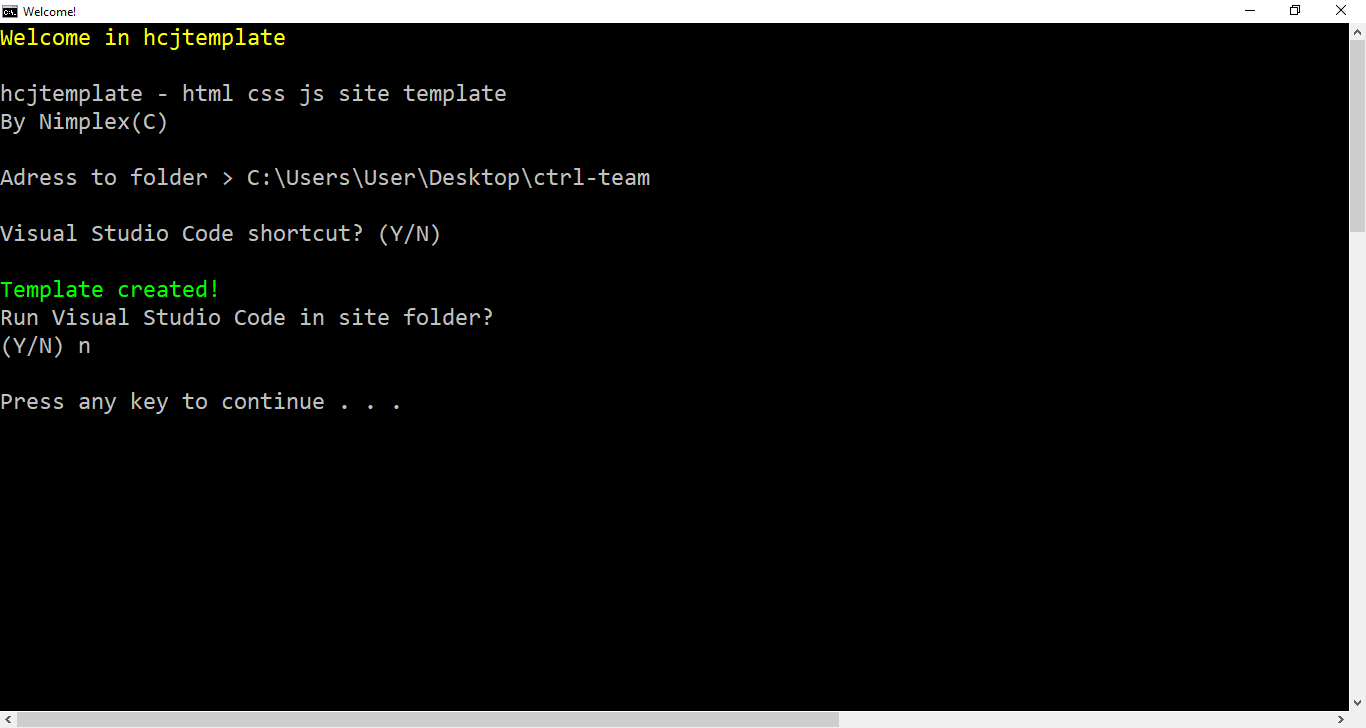 Welcome!
Welcome in hcjtemplate
hcjtemplate - html css js site template
By Nimplex(C)
Adress to folder > C:\Users\User\Desktop\ctrl-team
Visual Studio Code shortcut? (Y/N)
Template created!
Run Visual Studio Code in site folder?
(Y/N) n
Press any key to continue . . .